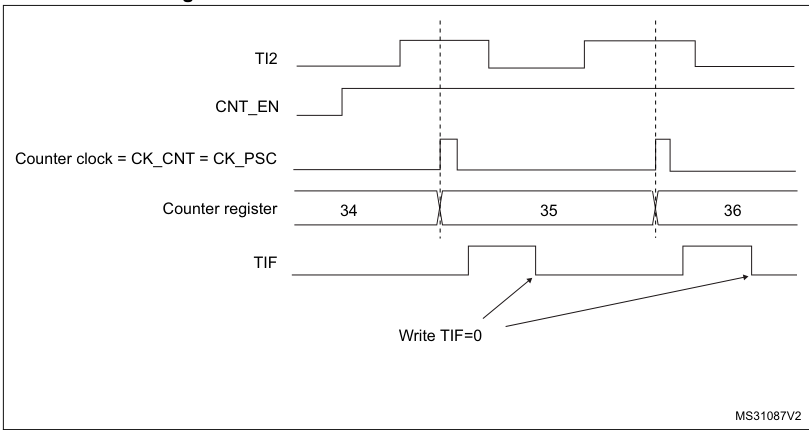 TI2
CNT_EN
Counter clock = CK_CNT = CK_PSC
Counter register 34 35 36
TIF
Write TIF=0
MS31087V2